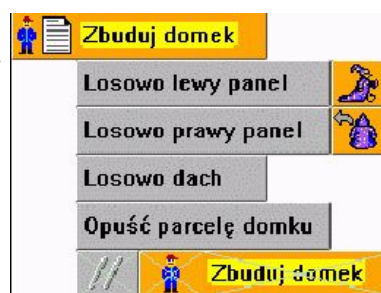 Zbuduj domek
Losowo lewy panel
Losowo prawy panel
Losowo dach
Opuść parcelę domku
// Zbuduj domek